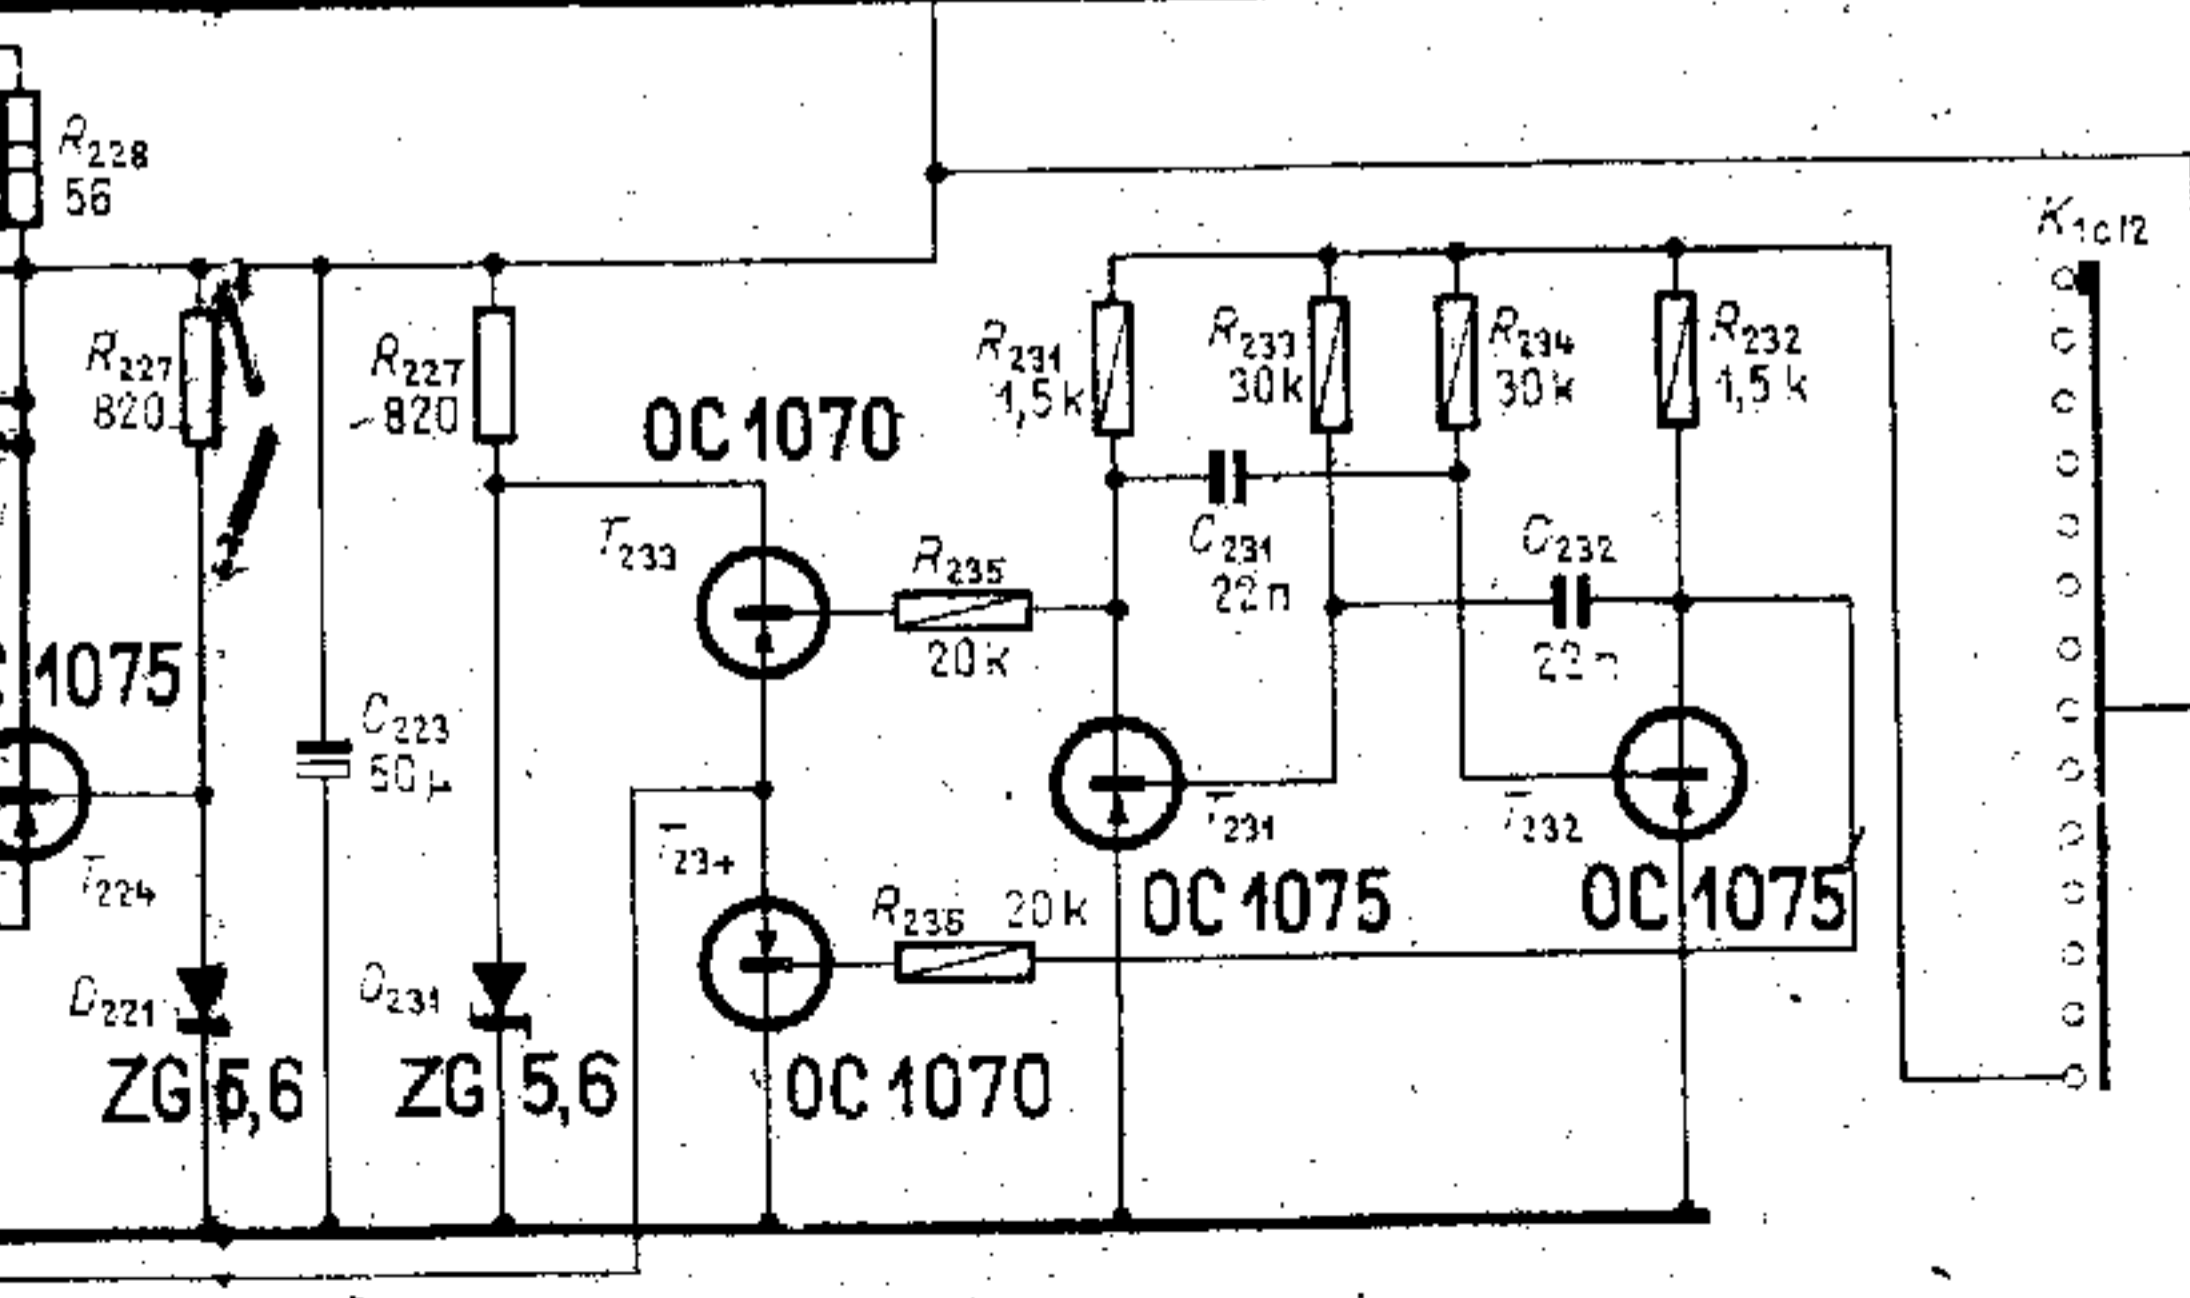 R228
56
K1c/2
R227
820
R227
820
OC1070
R231
1,5k
R233
30k
R234
30k
R232
1,5k
T233
R235
20k
C231
22n
C232
22n
1075
C223
50µ
T224
T234
T231
OC1075
T232
OC1075
R236 20k
D221
ZG 5,6
D231
ZG 5,6
OC1070